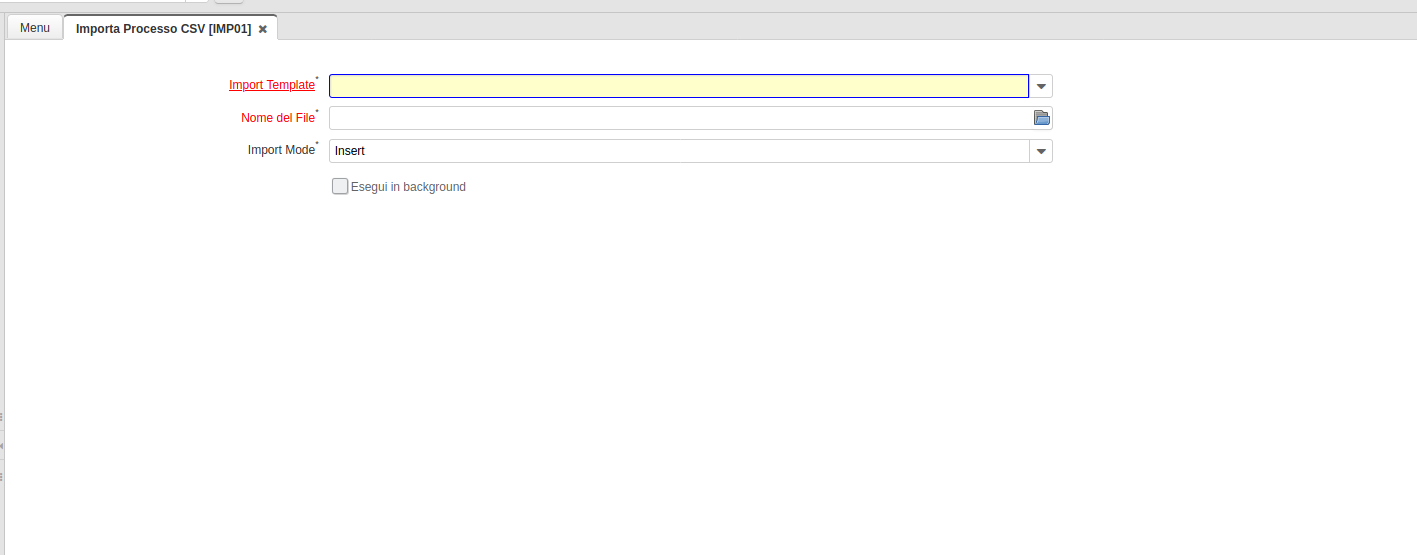 Menu
Importa Processo CSV [IMP01]
Import Template*
Nome del File*
Import Mode* Insert
Esegui in background